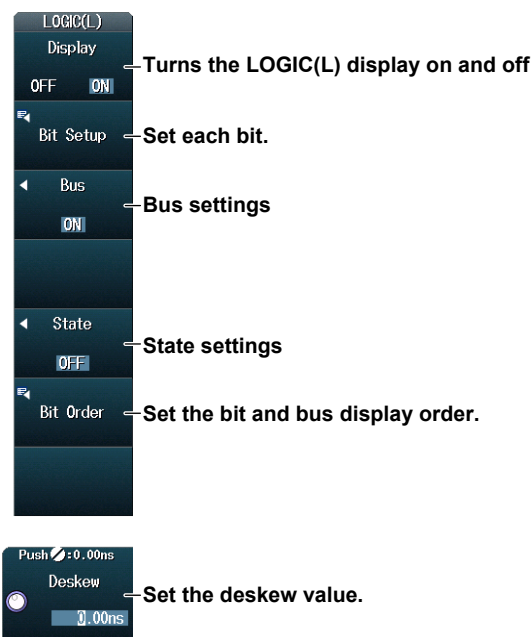 LOGIC(L)
Display
OFF ON
Turns the LOGIC(L) display on and off
Bit Setup
Set each bit.
Bus
ON
Bus settings
State
OFF
State settings
Bit Order
Set the bit and bus display order.
Push:0.00ns
Deskew
0.00ns
Set the deskew value.